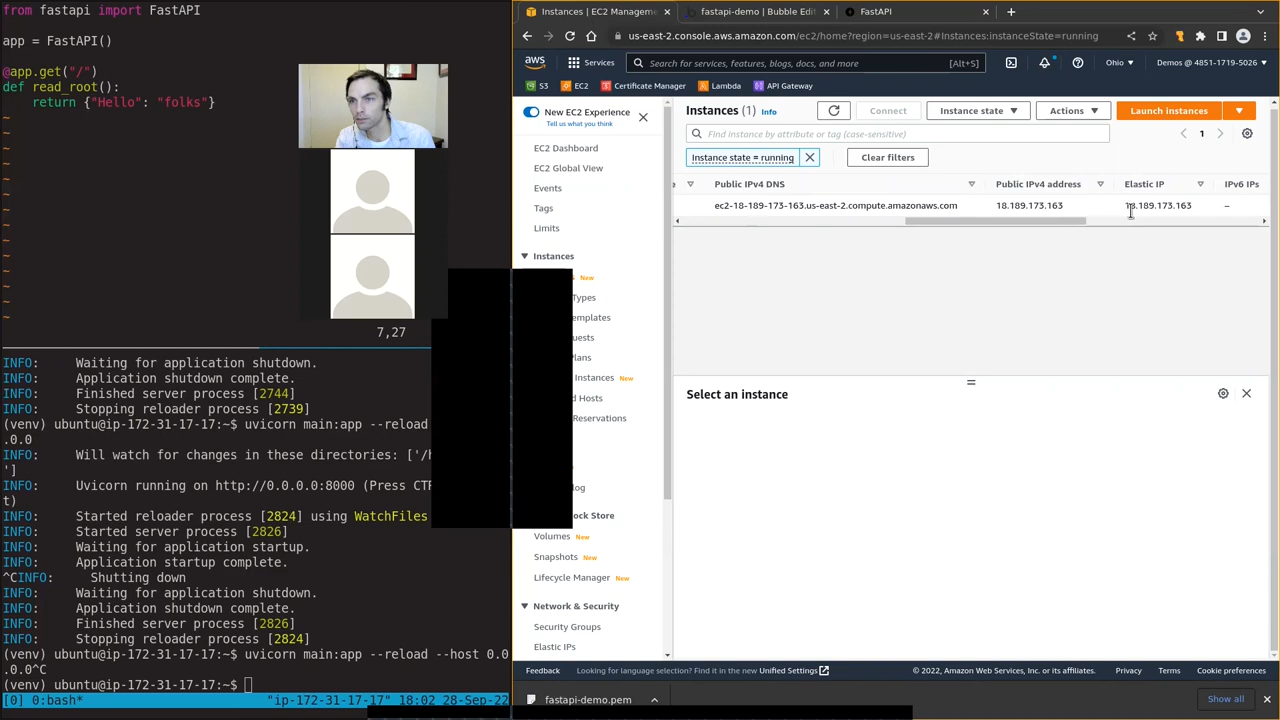 from fastapi import FastAPI
app = FastAPI()
@app.get("/")
def read_root():
return {"Hello": "folks"}
~
~
~
~
~
~
~
~
~
~
~
~
~
~
7,27
INFO: Waiting for application shutdown.
INFO: Application shutdown complete.
INFO: Finished server process [2744]
INFO: Stopping reloader process [2739]
(venv) ubuntu@ip-172-31-17-17:~$ uvicorn main:app --reload
.0.0
INFO: Will watch for changes in these directories: ['/h
']
INFO: Uvicorn running on http://0.0.0.0:8000 (Press CTR
t)
INFO: Started reloader process [2824] using WatchFiles
INFO: Started server process [2826]
INFO: Waiting for application startup.
INFO: Application startup complete.
^CINFO: Shutting down
INFO: Waiting for application shutdown.
INFO: Application shutdown complete.
INFO: Finished server process [2826]
INFO: Stopping reloader process [2824]
(venv) ubuntu@ip-172-31-17-17:~$ uvicorn main:app --reload --host 0.0
.0.0^C
(venv) ubuntu@ip-172-31-17-17:~$
[0] 0:bash* "ip-172-31-17-17" 18:02 28-Sep-22
Instances | EC2 Manageme fastapi-demo | Bubble Edit FastAPI
us-east-2.console.aws.amazon.com/ec2/home?region=us-east-2#Instances:instanceState=running
aws Services Search for services, features, blogs, docs, and more [Alt+S] Ohio Demos @ 4851-1719-5026
S3 EC2 Certificate Manager Lambda API Gateway
New EC2 Experience
Tell us what you think
EC2 Dashboard
EC2 Global View
Events
Tags
Limits
Instances
New
Types
emplates
quests
Plans
Instances New
d Hosts
Reservations
log
ock Store
Volumes
Snapshots New
Lifecycle Manager New
Network & Security
Security Groups
Elastic IPs
Instances (1) Info Connect Instance state Actions Launch instances
Find instance by attribute or tag (case-sensitive) 1
Instance state = running Clear filters
Public IPv4 DNS Public IPv4 address Elastic IP IPv6 IPs
ec2-18-189-173-163.us-east-2.compute.amazonaws.com 18.189.173.163 18.189.173.163 –
Select an instance
Feedback Looking for language selection? Find it in the new Unified Settings © 2022, Amazon Web Services, Inc. or its affiliates. Privacy Terms Cookie preferences
fastapi-demo.pem Show all